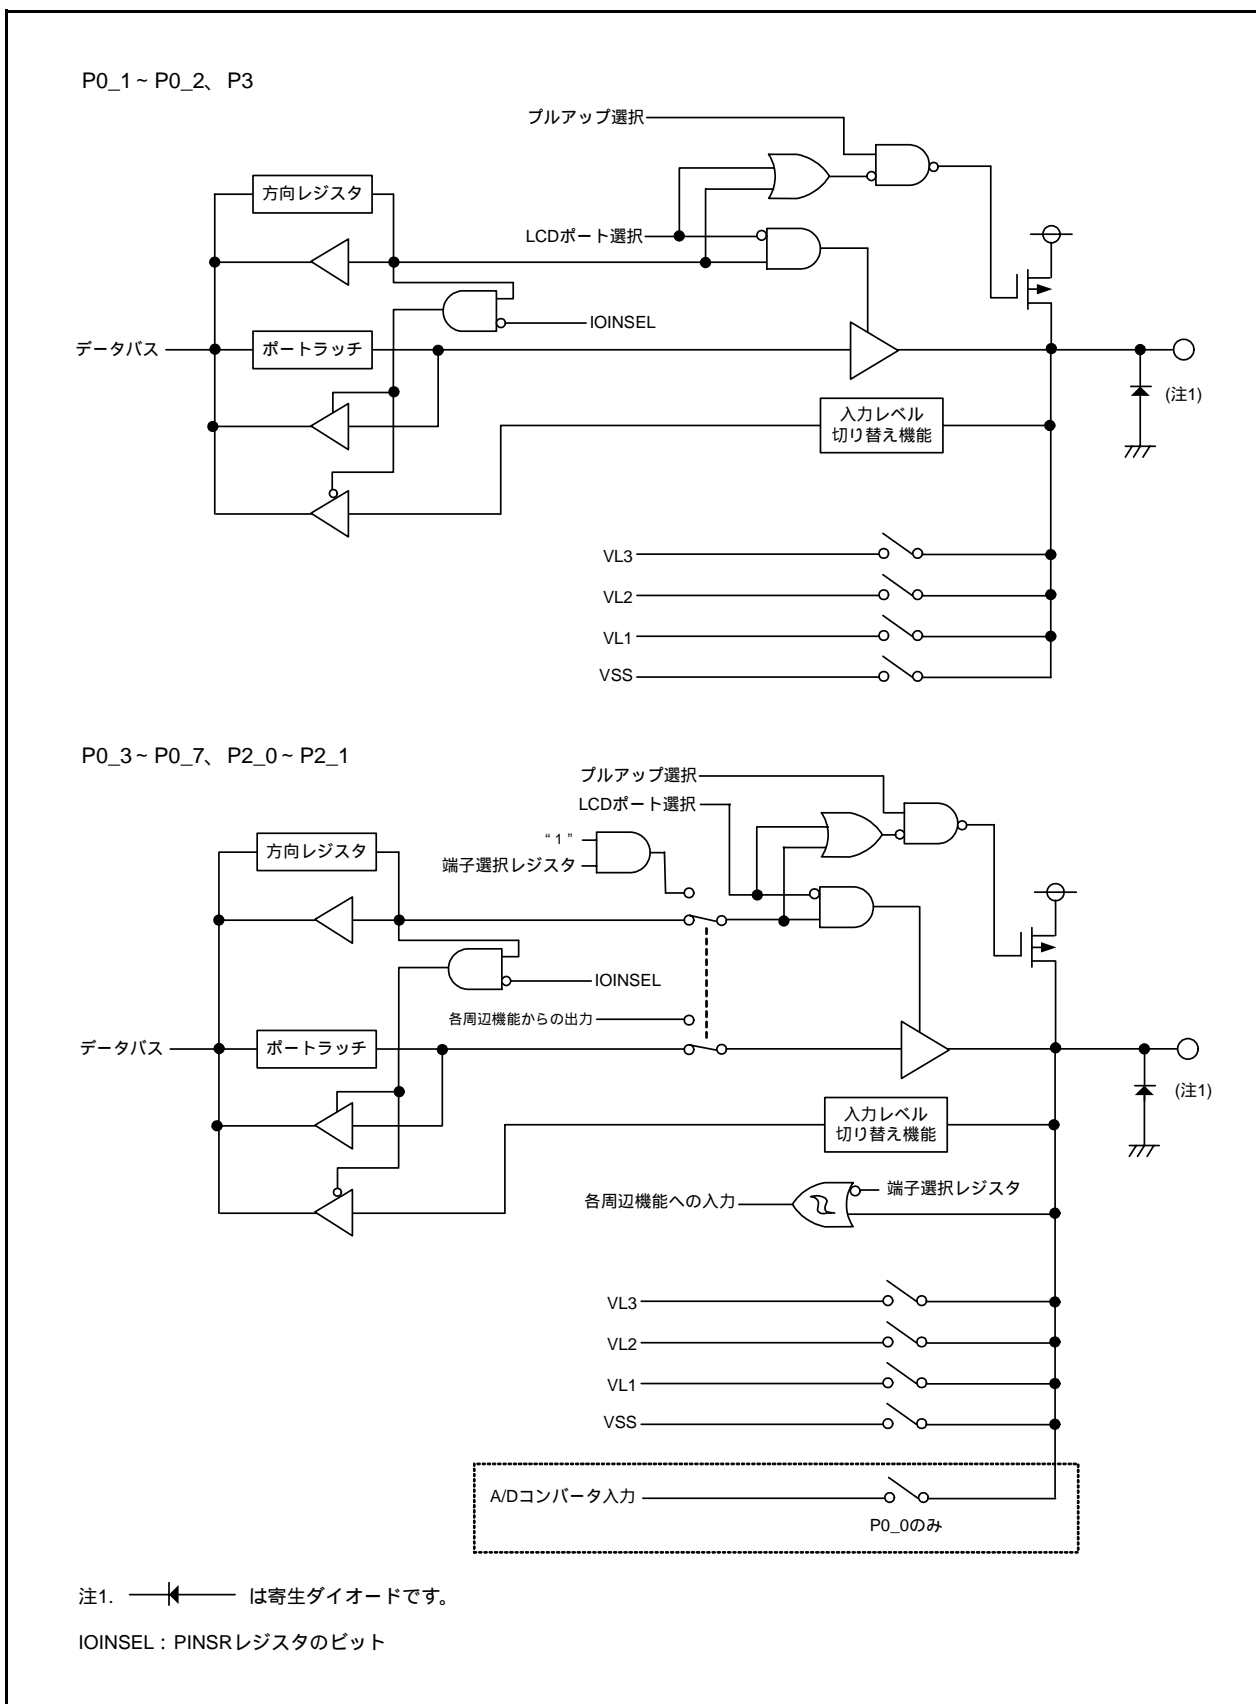 P0_1 ~ P0_2、P3
プルアップ選択
方向レジスタ
LCDポート選択
IOINSEL
データバス
ポートラッチ
(注1)
入力レベル
切り替え機能
VL3
VL2
VL1
VSS
P0_3 ~ P0_7、P2_0 ~ P2_1
プルアップ選択
LCDポート選択
“ 1 ”
方向レジスタ
端子選択レジスタ
IOINSEL
各周辺機能からの出力
データバス
ポートラッチ
(注1)
入力レベル
切り替え機能
各周辺機能への入力
端子選択レジスタ
VL3
VL2
VL1
VSS
A/Dコンバータ入力
P0_0のみ
注1. は寄生ダイオードです。
IOINSEL : PINSRレジスタのビット